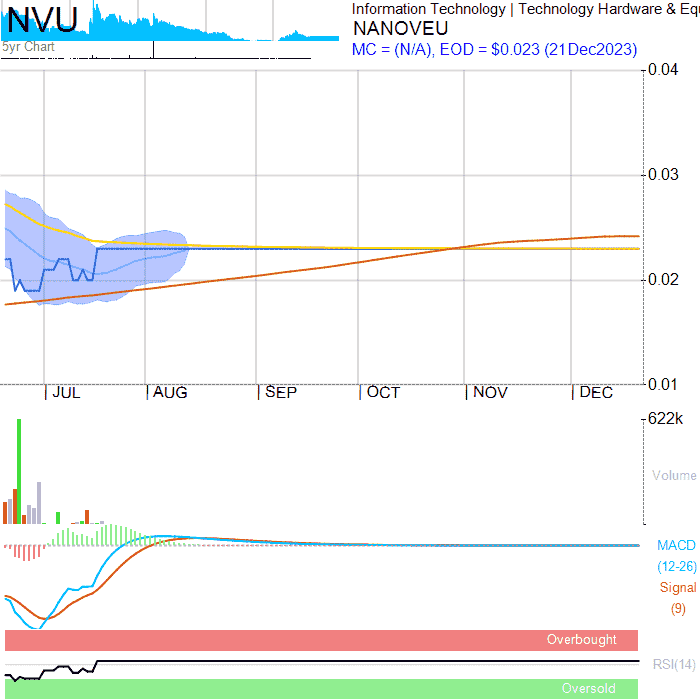 NVU
5yr Chart
Information Technology | Technology Hardware & Equ
NANOVEU
MC = (N/A), EOD = $0.023 (21Dec2023)
0.04
0.03
0.02
0.01
JUL
AUG
SEP
OCT
NOV
DEC
622k
Volume
MACD
(12-26)
Signal
(9)
Overbought
RSI(14)
Oversold